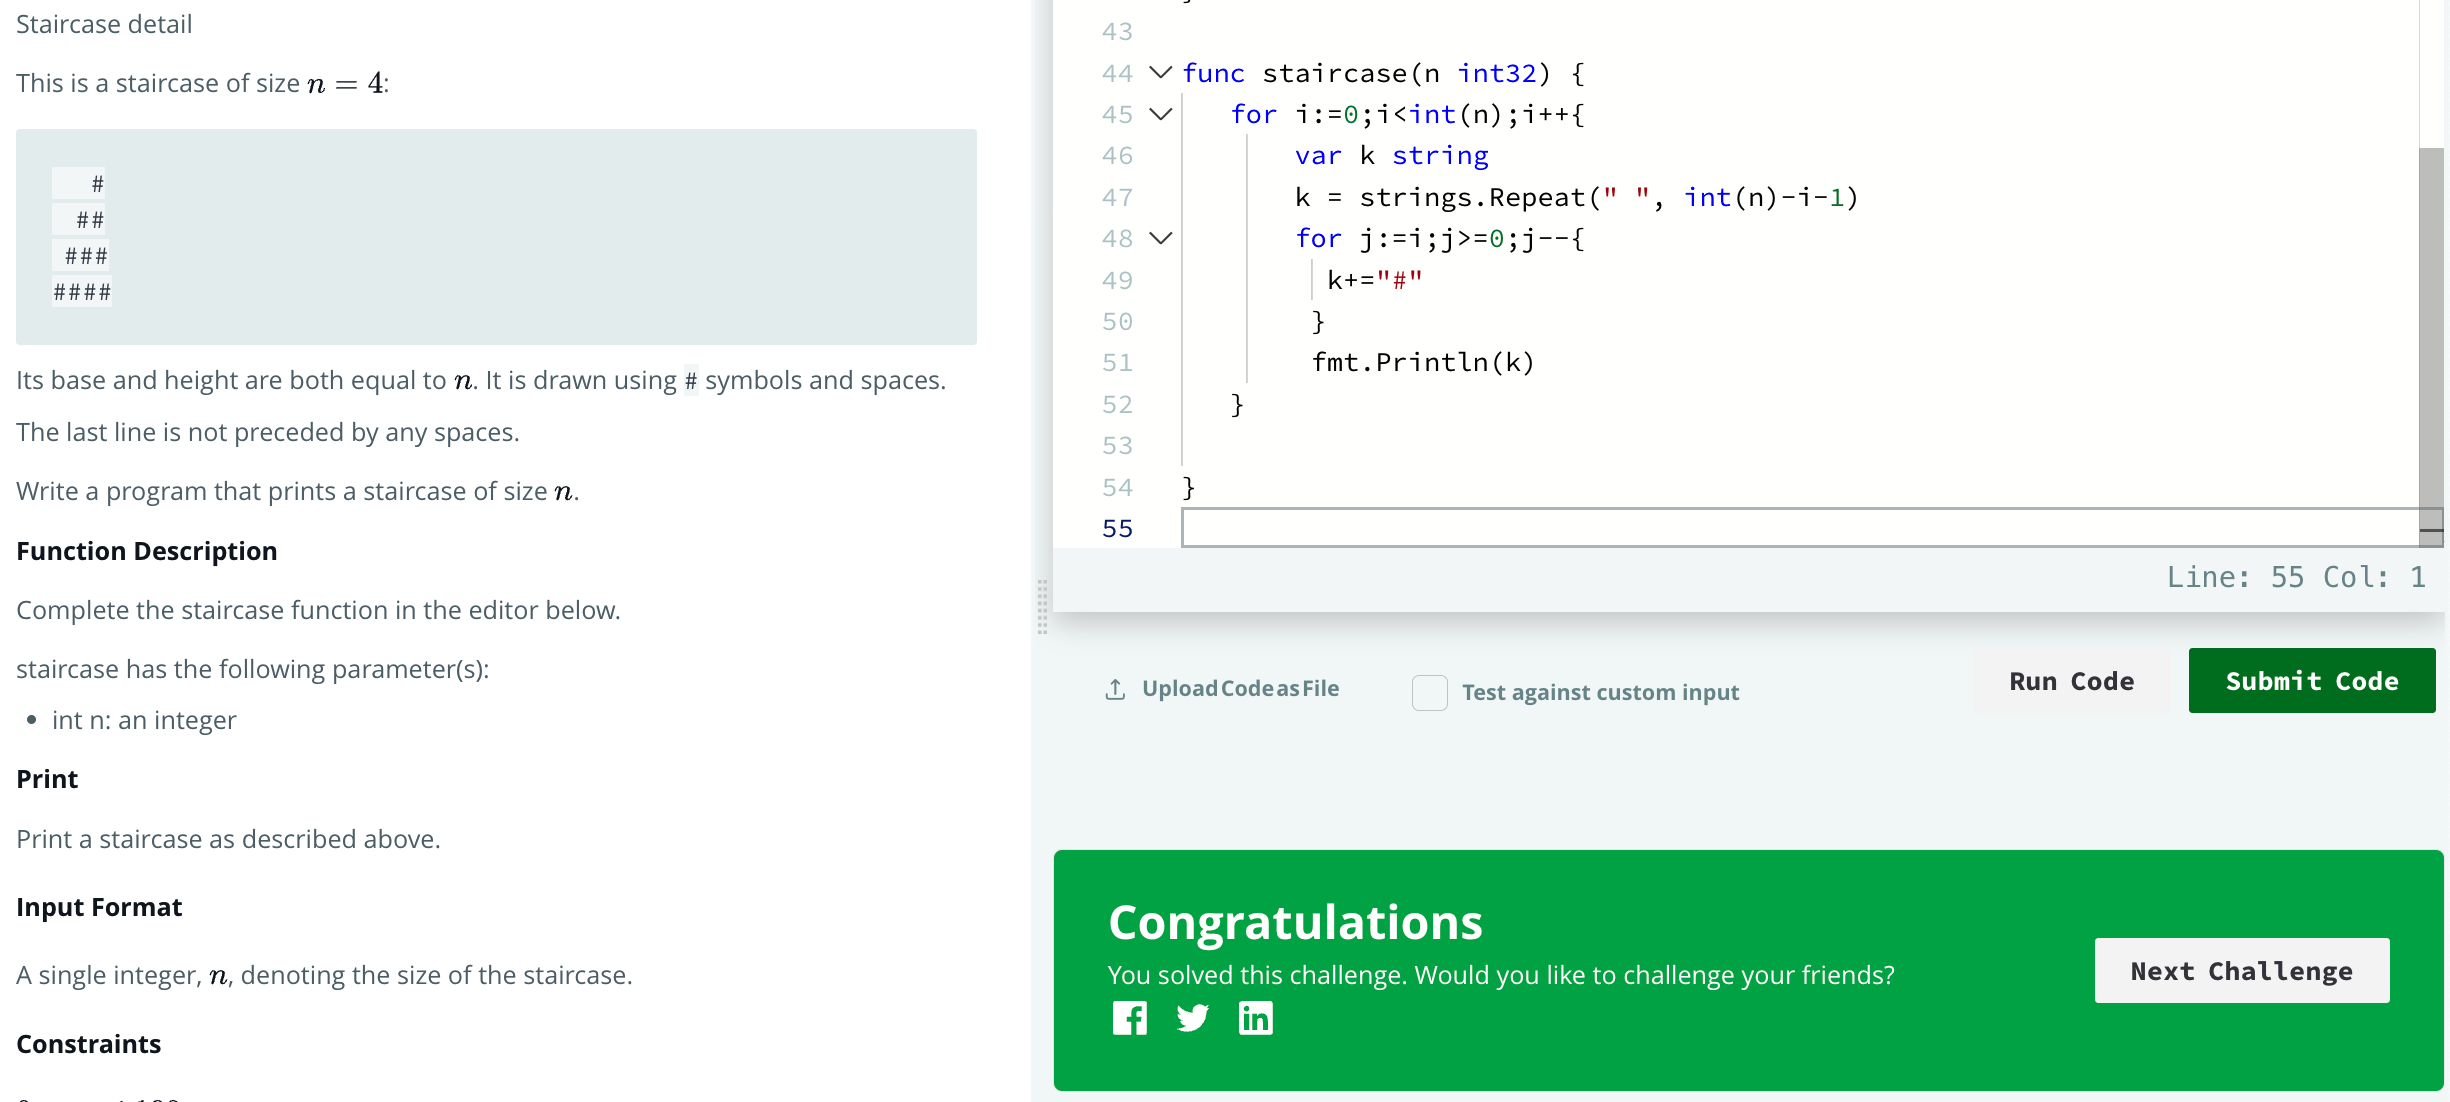 Staircase detail
This is a staircase of size n = 4:
   #
  ##
 ###
####
Its base and height are both equal to n. It is drawn using # symbols and spaces.
The last line is not preceded by any spaces.
Write a program that prints a staircase of size n.
Function Description
Complete the staircase function in the editor below.
staircase has the following parameter(s):
• int n: an integer
Print
Print a staircase as described above.
Input Format
A single integer, n, denoting the size of the staircase.
Constraints
43
44 func staircase(n int32) {
45    for i:=0;i<int(n);i++{
46        var k string
47        k = strings.Repeat(" ", int(n)-i-1)
48        for j:=i;j>=0;j--{
49          k+="#"
50         }
51         fmt.Println(k)
52    }
53
54 }
55
Line: 55 Col: 1
Upload Code as File
Test against custom input
Run Code
Submit Code
Congratulations
You solved this challenge. Would you like to challenge your friends?
Next Challenge